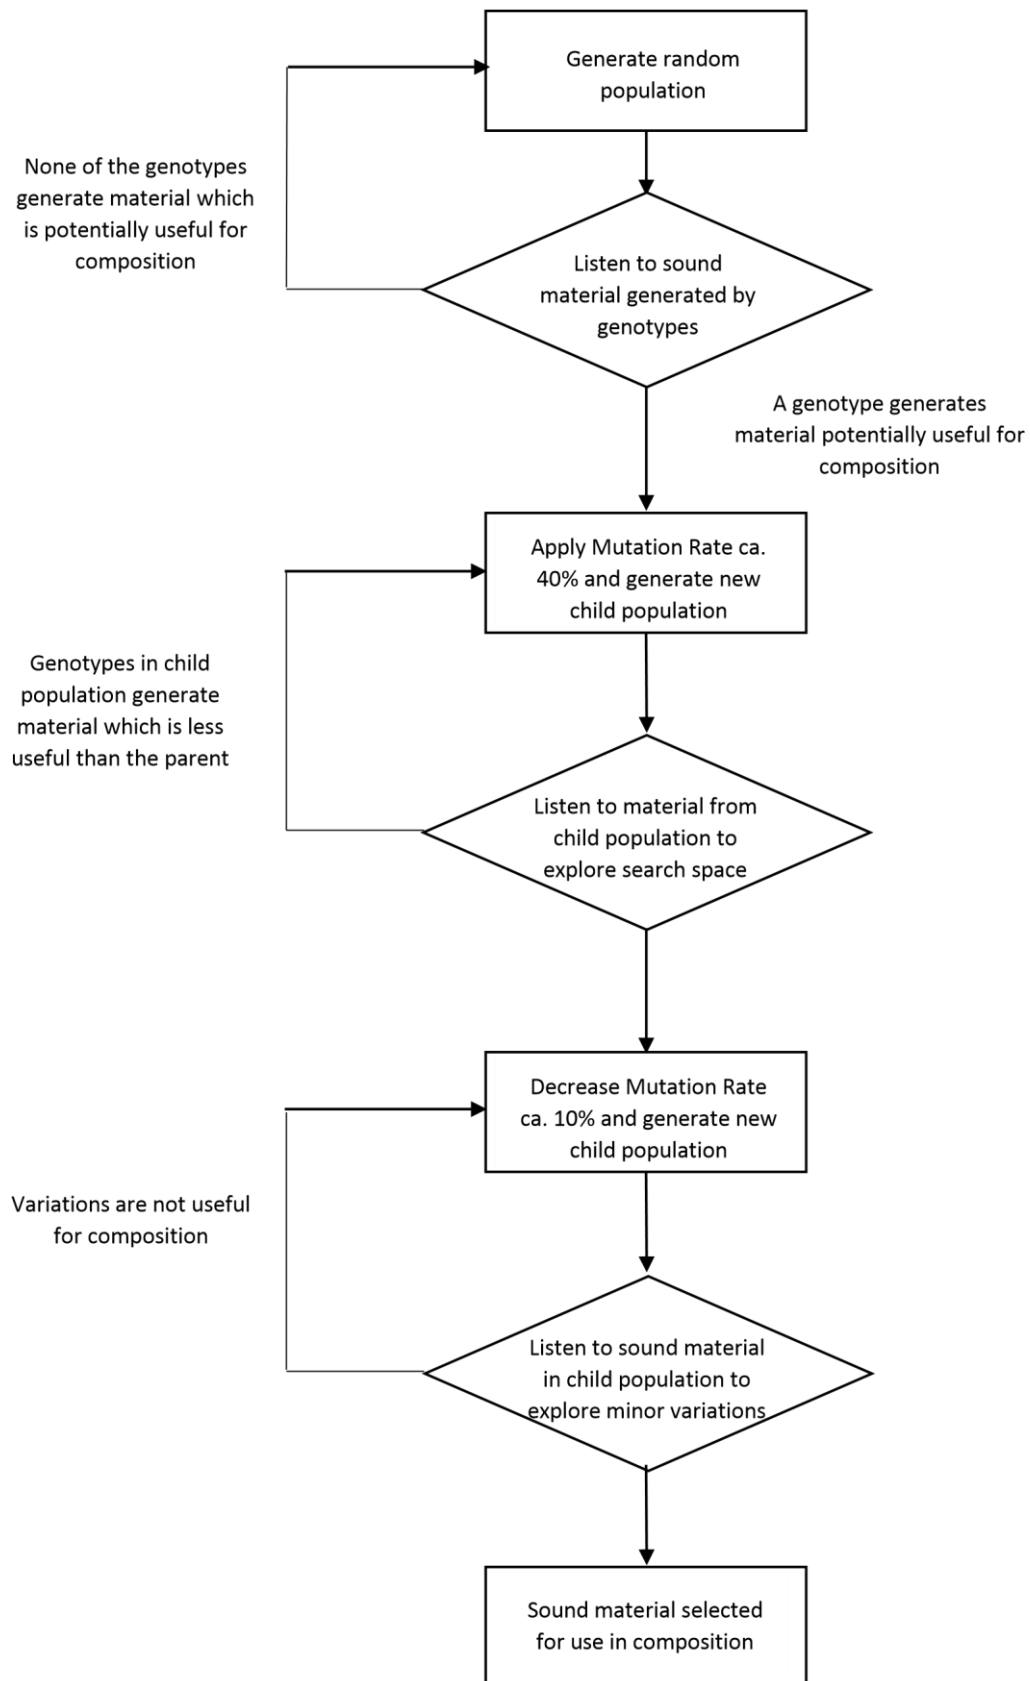 Generate random
population
None of the genotypes
generate material which
is potentially useful for
composition
Listen to sound
material generated by
genotypes
A genotype generates
material potentially useful for
composition
Apply Mutation Rate ca.
40% and generate new
child population
Genotypes in child
population generate
material which is less
useful than the parent
Listen to material from
child population to
explore search space
Decrease Mutation Rate
ca. 10% and generate new
child population
Variations are not useful
for composition
Listen to sound material
in child population to
explore minor variations
Sound material selected
for use in composition